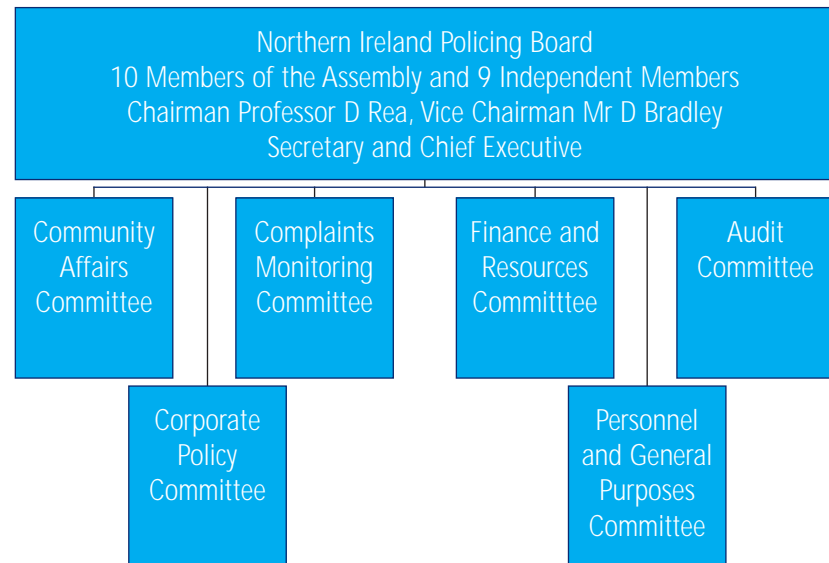 Northern Ireland Policing Board
10 Members of the Assembly and 9 Independent Members
Chairman Professor D Rea, Vice Chairman Mr D Bradley
Secretary and Chief Executive
Community
Affairs
Committee
Complaints
Monitoring
Committee
Finance and
Resources
Committtee
Audit
Committee
Corporate
Policy
Committee
Personnel
and General
Purposes
Committee